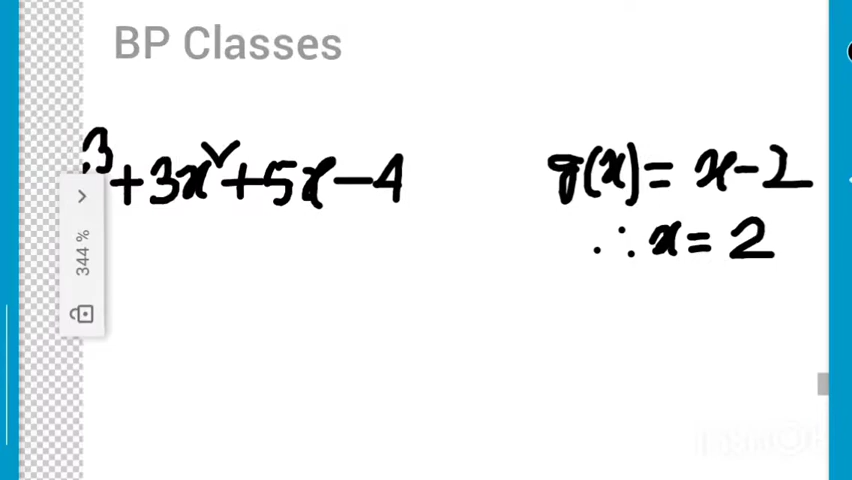 BP Classes
3 + 3x² + 5x - 4
g(x) = x - 2
∴ x = 2
344 %